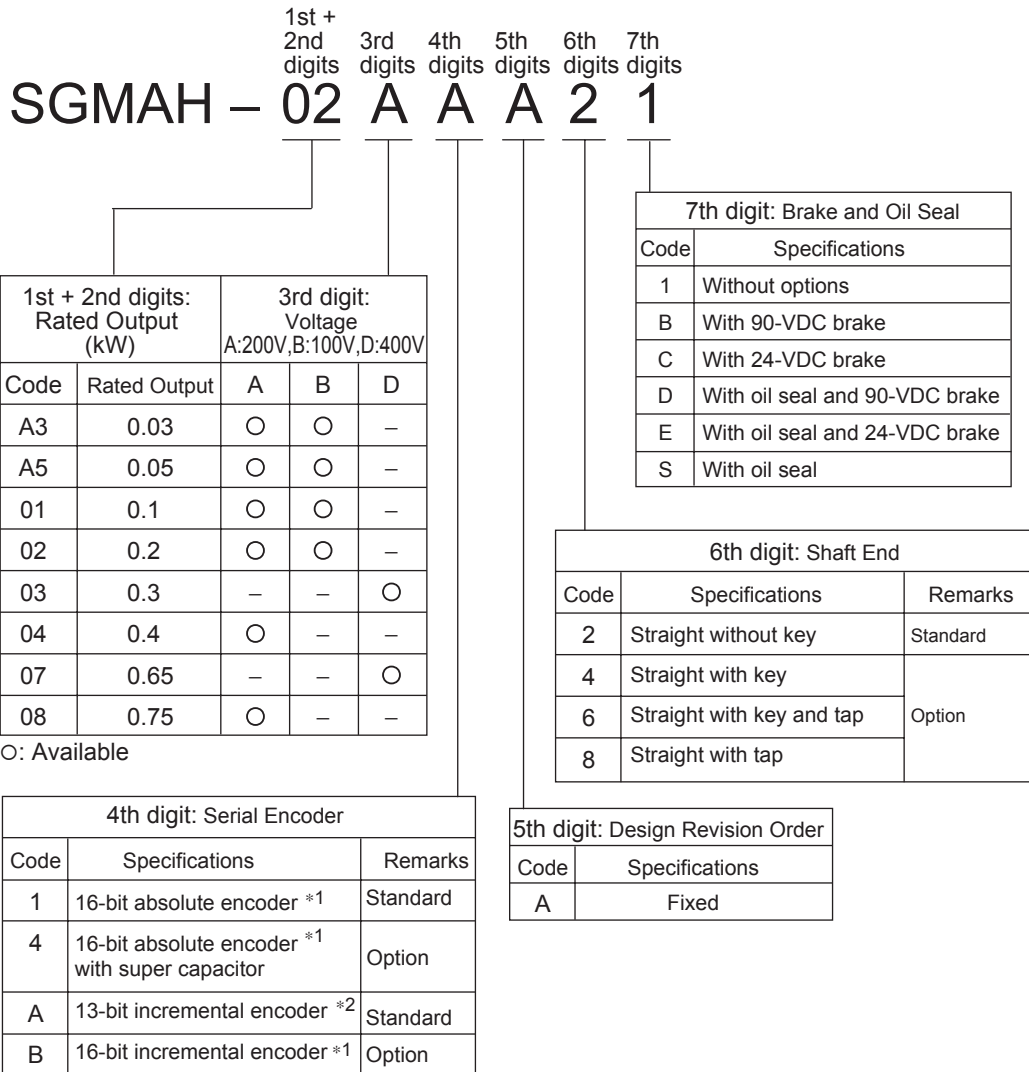 1st +
2nd digits
3rd digits
4th digits
5th digits
6th digits
7th digits
SGMAH – 02 A A A 2 1
7th digit: Brake and Oil Seal
Code Specifications
1 Without options
B With 90-VDC brake
C With 24-VDC brake
D With oil seal and 90-VDC brake
E With oil seal and 24-VDC brake
S With oil seal
1st + 2nd digits:
Rated Output
(kW)
3rd digit:
Voltage
A:200V,B:100V,D:400V
Code Rated Output A B D
A3 0.03 ○ ○ –
A5 0.05 ○ ○ –
01 0.1 ○ ○ –
02 0.2 ○ ○ –
03 0.3 – – ○
04 0.4 ○ – –
07 0.65 – – ○
08 0.75 ○ – –
○: Available
6th digit: Shaft End
Code Specifications Remarks
2 Straight without key Standard
4 Straight with key
6 Straight with key and tap Option
8 Straight with tap
4th digit: Serial Encoder
Code Specifications Remarks
1 16-bit absolute encoder *1 Standard
4 16-bit absolute encoder *1
with super capacitor Option
A 13-bit incremental encoder *2 Standard
B 16-bit incremental encoder *1 Option
5th digit: Design Revision Order
Code Specifications
A Fixed